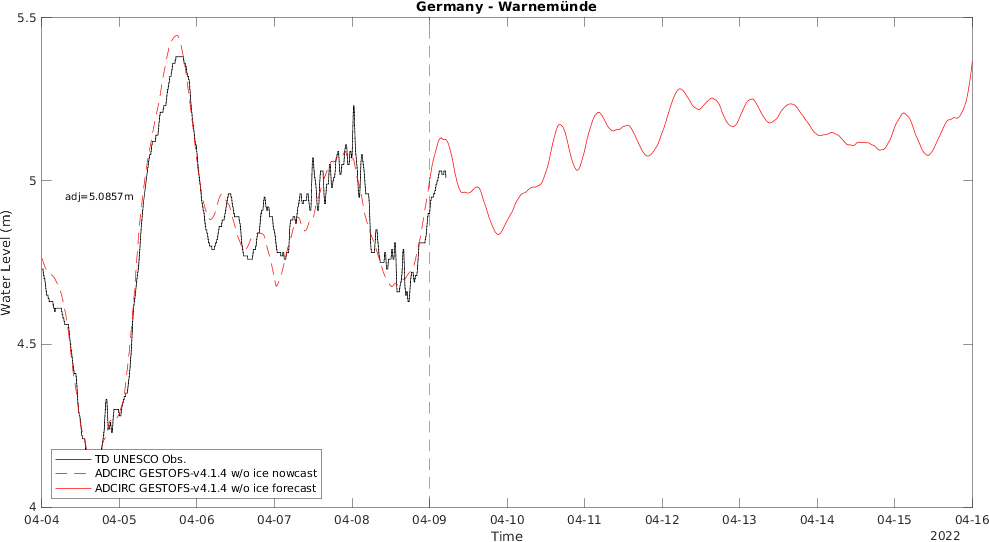 Germany - Warnemünde
5.5
5
4.5
4
Water Level (m)
adj=5.0857m
TD UNESCO Obs.
ADCIRC GESTOFS-v4.1.4 w/o ice nowcast
ADCIRC GESTOFS-v4.1.4 w/o ice forecast
04-04 04-05 04-06 04-07 04-08 04-09 04-10 04-11 04-12 04-13 04-14 04-15 04-16
Time
2022